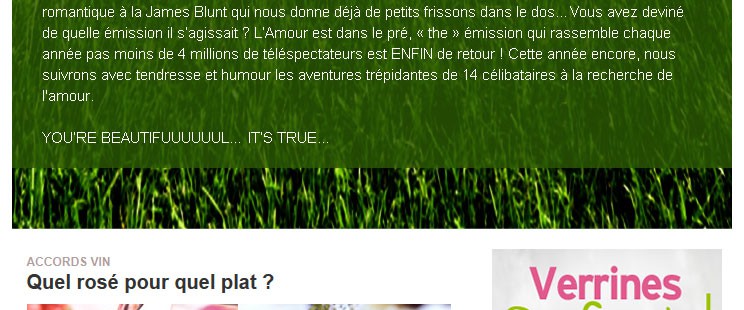 romantique à la James Blunt qui nous donne déjà de petits frissons dans le dos... Vous avez deviné
de quelle émission il s'agissait ? L'Amour est dans le pré, « the » émission qui rassemble chaque
année pas moins de 4 millions de téléspectateurs est ENFIN de retour ! Cette année encore, nous
suivrons avec tendresse et humour les aventures trépidantes de 14 célibataires à la recherche de
l'amour.
YOU'RE BEAUTIFUUUUUUL... IT'S TRUE...
ACCORDS VIN
Quel rosé pour quel plat ?
Verrines